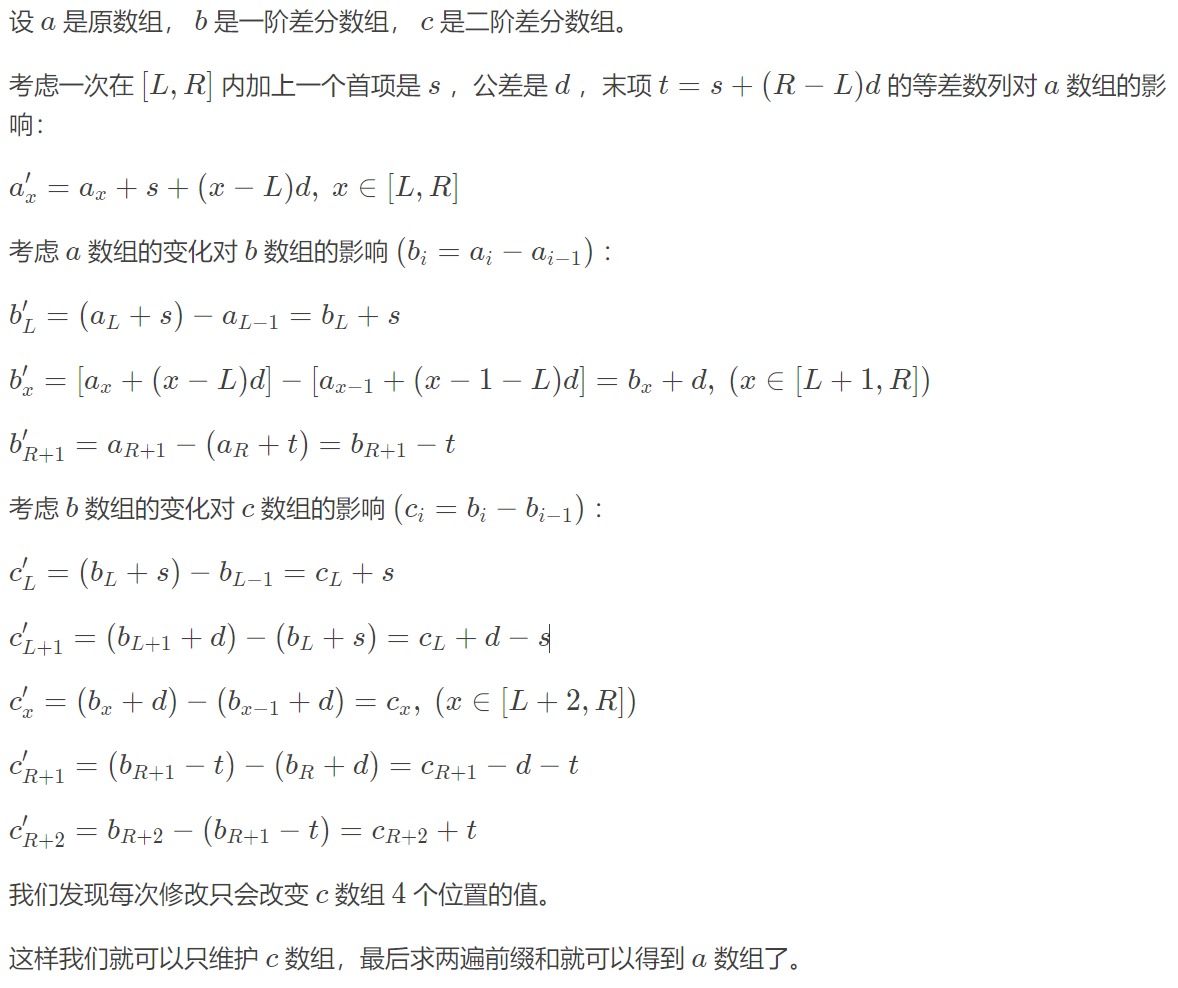 设 a 是原数组， b 是一阶差分数组， c 是二阶差分数组。
考虑一次在 [L, R] 内加上一个首项是 s ，公差是 d ，末项 t = s + (R − L)d 的等差数列对 a 数组的影
响：
a′ₓ = aₓ + s + (x − L)d, x ∈ [L, R]
考虑 a 数组的变化对 b 数组的影响 (b_i = a_i − a_{i−1}) ：
b′_L = (a_L + s) − a_{L−1} = b_L + s
b′_x = [a_x + (x − L)d] − [a_{x−1} + (x − 1 − L)d] = b_x + d, (x ∈ [L + 1, R])
b′_{R+1} = a_{R+1} − (a_R + t) = b_{R+1} − t
考虑 b 数组的变化对 c 数组的影响 (c_i = b_i − b_{i−1}) ：
c′_L = (b_L + s) − b_{L−1} = c_L + s
c′_{L+1} = (b_{L+1} + d) − (b_L + s) = c_L + d − s
c′_x = (b_x + d) − (b_{x−1} + d) = c_x, (x ∈ [L + 2, R])
c′_{R+1} = (b_{R+1} − t) − (b_R + d) = c_{R+1} − d − t
c′_{R+2} = b_{R+2} − (b_{R+1} − t) = c_{R+2} + t
我们发现每次修改只会改变 c 数组 4 个位置的值。
这样我们就可以只维护 c 数组，最后求两遍前缀和就可以得到 a 数组了。